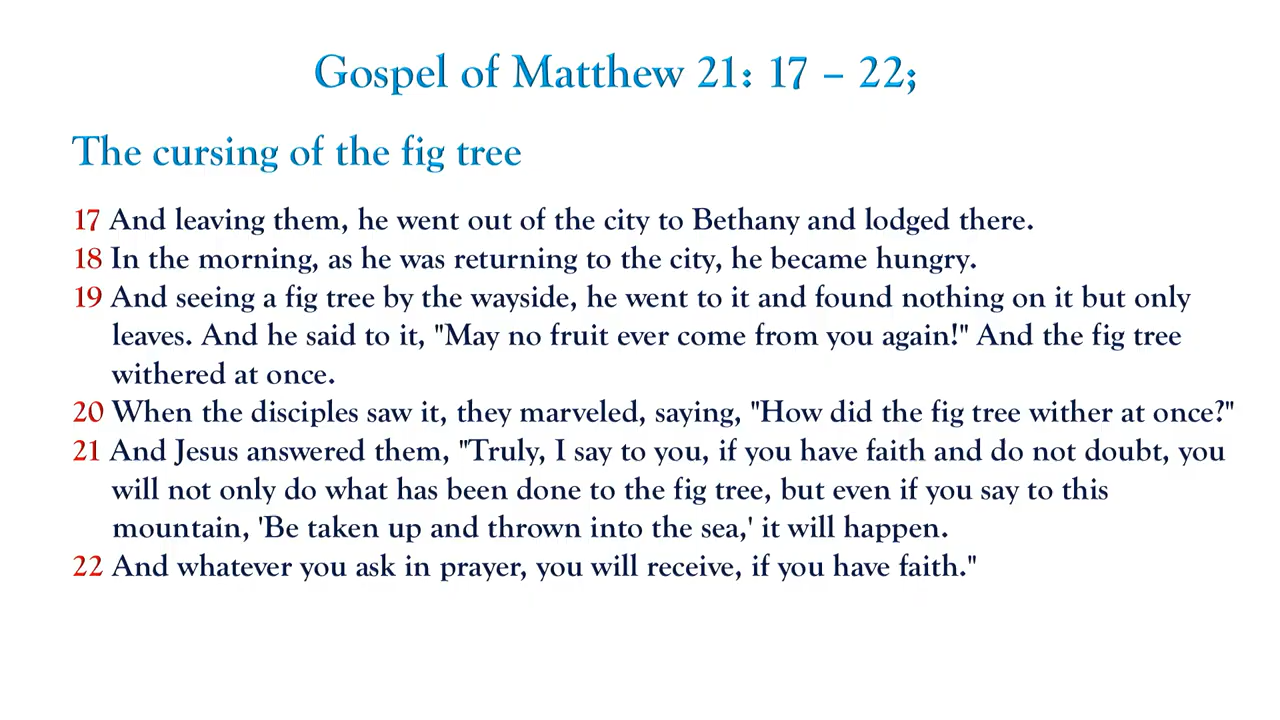 Gospel of Matthew 21: 17 – 22;
The cursing of the fig tree
17 And leaving them, he went out of the city to Bethany and lodged there.
18 In the morning, as he was returning to the city, he became hungry.
19 And seeing a fig tree by the wayside, he went to it and found nothing on it but only
leaves. And he said to it, "May no fruit ever come from you again!" And the fig tree
withered at once.
20 When the disciples saw it, they marveled, saying, "How did the fig tree wither at once?"
21 And Jesus answered them, "Truly, I say to you, if you have faith and do not doubt, you
will not only do what has been done to the fig tree, but even if you say to this
mountain, 'Be taken up and thrown into the sea,' it will happen.
22 And whatever you ask in prayer, you will receive, if you have faith."